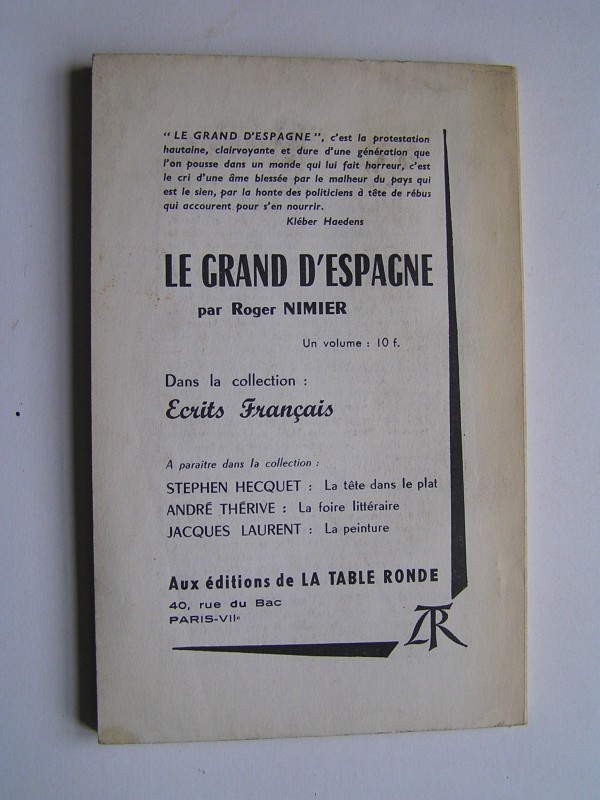 " LE GRAND D'ESPAGNE ", c'est la protestation
hautaine, clairvoyante et dure d'une génération que
l'on pousse dans un monde qui lui fait horreur, c'est
le cri d'une âme blessée par le malheur du pays qui
est le sien, par la honte des politiciens à tête de rébus
qui accourent pour s'en nourrir.
Kléber Haedens
LE GRAND D'ESPAGNE
par Roger NIMIER
Un volume : 10 f.
Dans la collection :
Ecrits Français
A paraître dans la collection :
STEPHEN HECQUET : La tête dans le plat
ANDRÉ THÉRIVE : La foire littéraire
JACQUES LAURENT : La peinture
Aux éditions de LA TABLE RONDE
40, rue du Bac
PARIS-VIIe
LTR